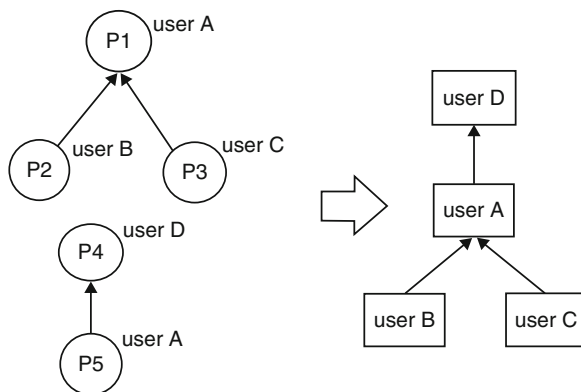 P1
user A
P2
user B
P3
user C
P4
user D
P5
user A
user D
user A
user B
user C